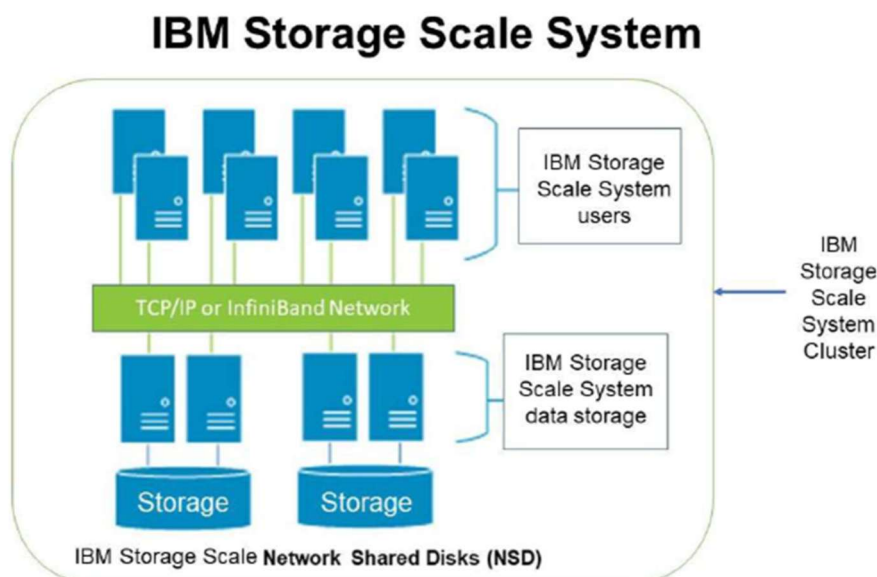 IBM Storage Scale System
IBM Storage
Scale System
users
IBM
Storage
Scale
System
Cluster
TCP/IP or InfiniBand Network
IBM Storage
Scale System
data storage
Storage
Storage
IBM Storage Scale Network Shared Disks (NSD)